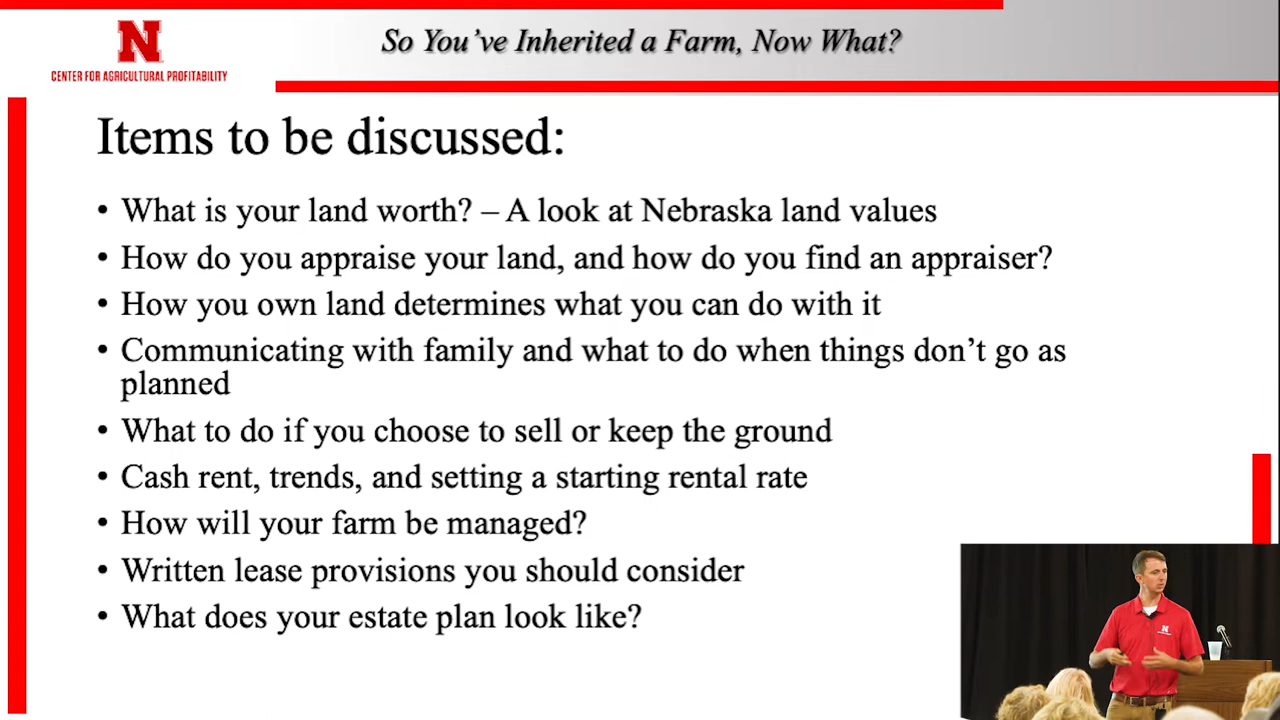 So You've Inherited a Farm, Now What?
N
CENTER FOR AGRICULTURAL PROFITABILITY
Items to be discussed:
• What is your land worth? – A look at Nebraska land values
• How do you appraise your land, and how do you find an appraiser?
• How you own land determines what you can do with it
• Communicating with family and what to do when things don't go as
planned
• What to do if you choose to sell or keep the ground
• Cash rent, trends, and setting a starting rental rate
• How will your farm be managed?
• Written lease provisions you should consider
• What does your estate plan look like?
N